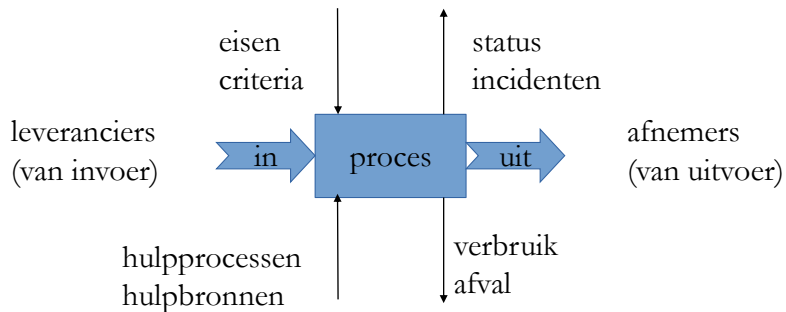 eisen
criteria
status
incidenten
leveranciers
(van invoer)
in
proces
uit
afnemers
(van uitvoer)
hulpprocessen
hulpbronnen
verbruik
afval